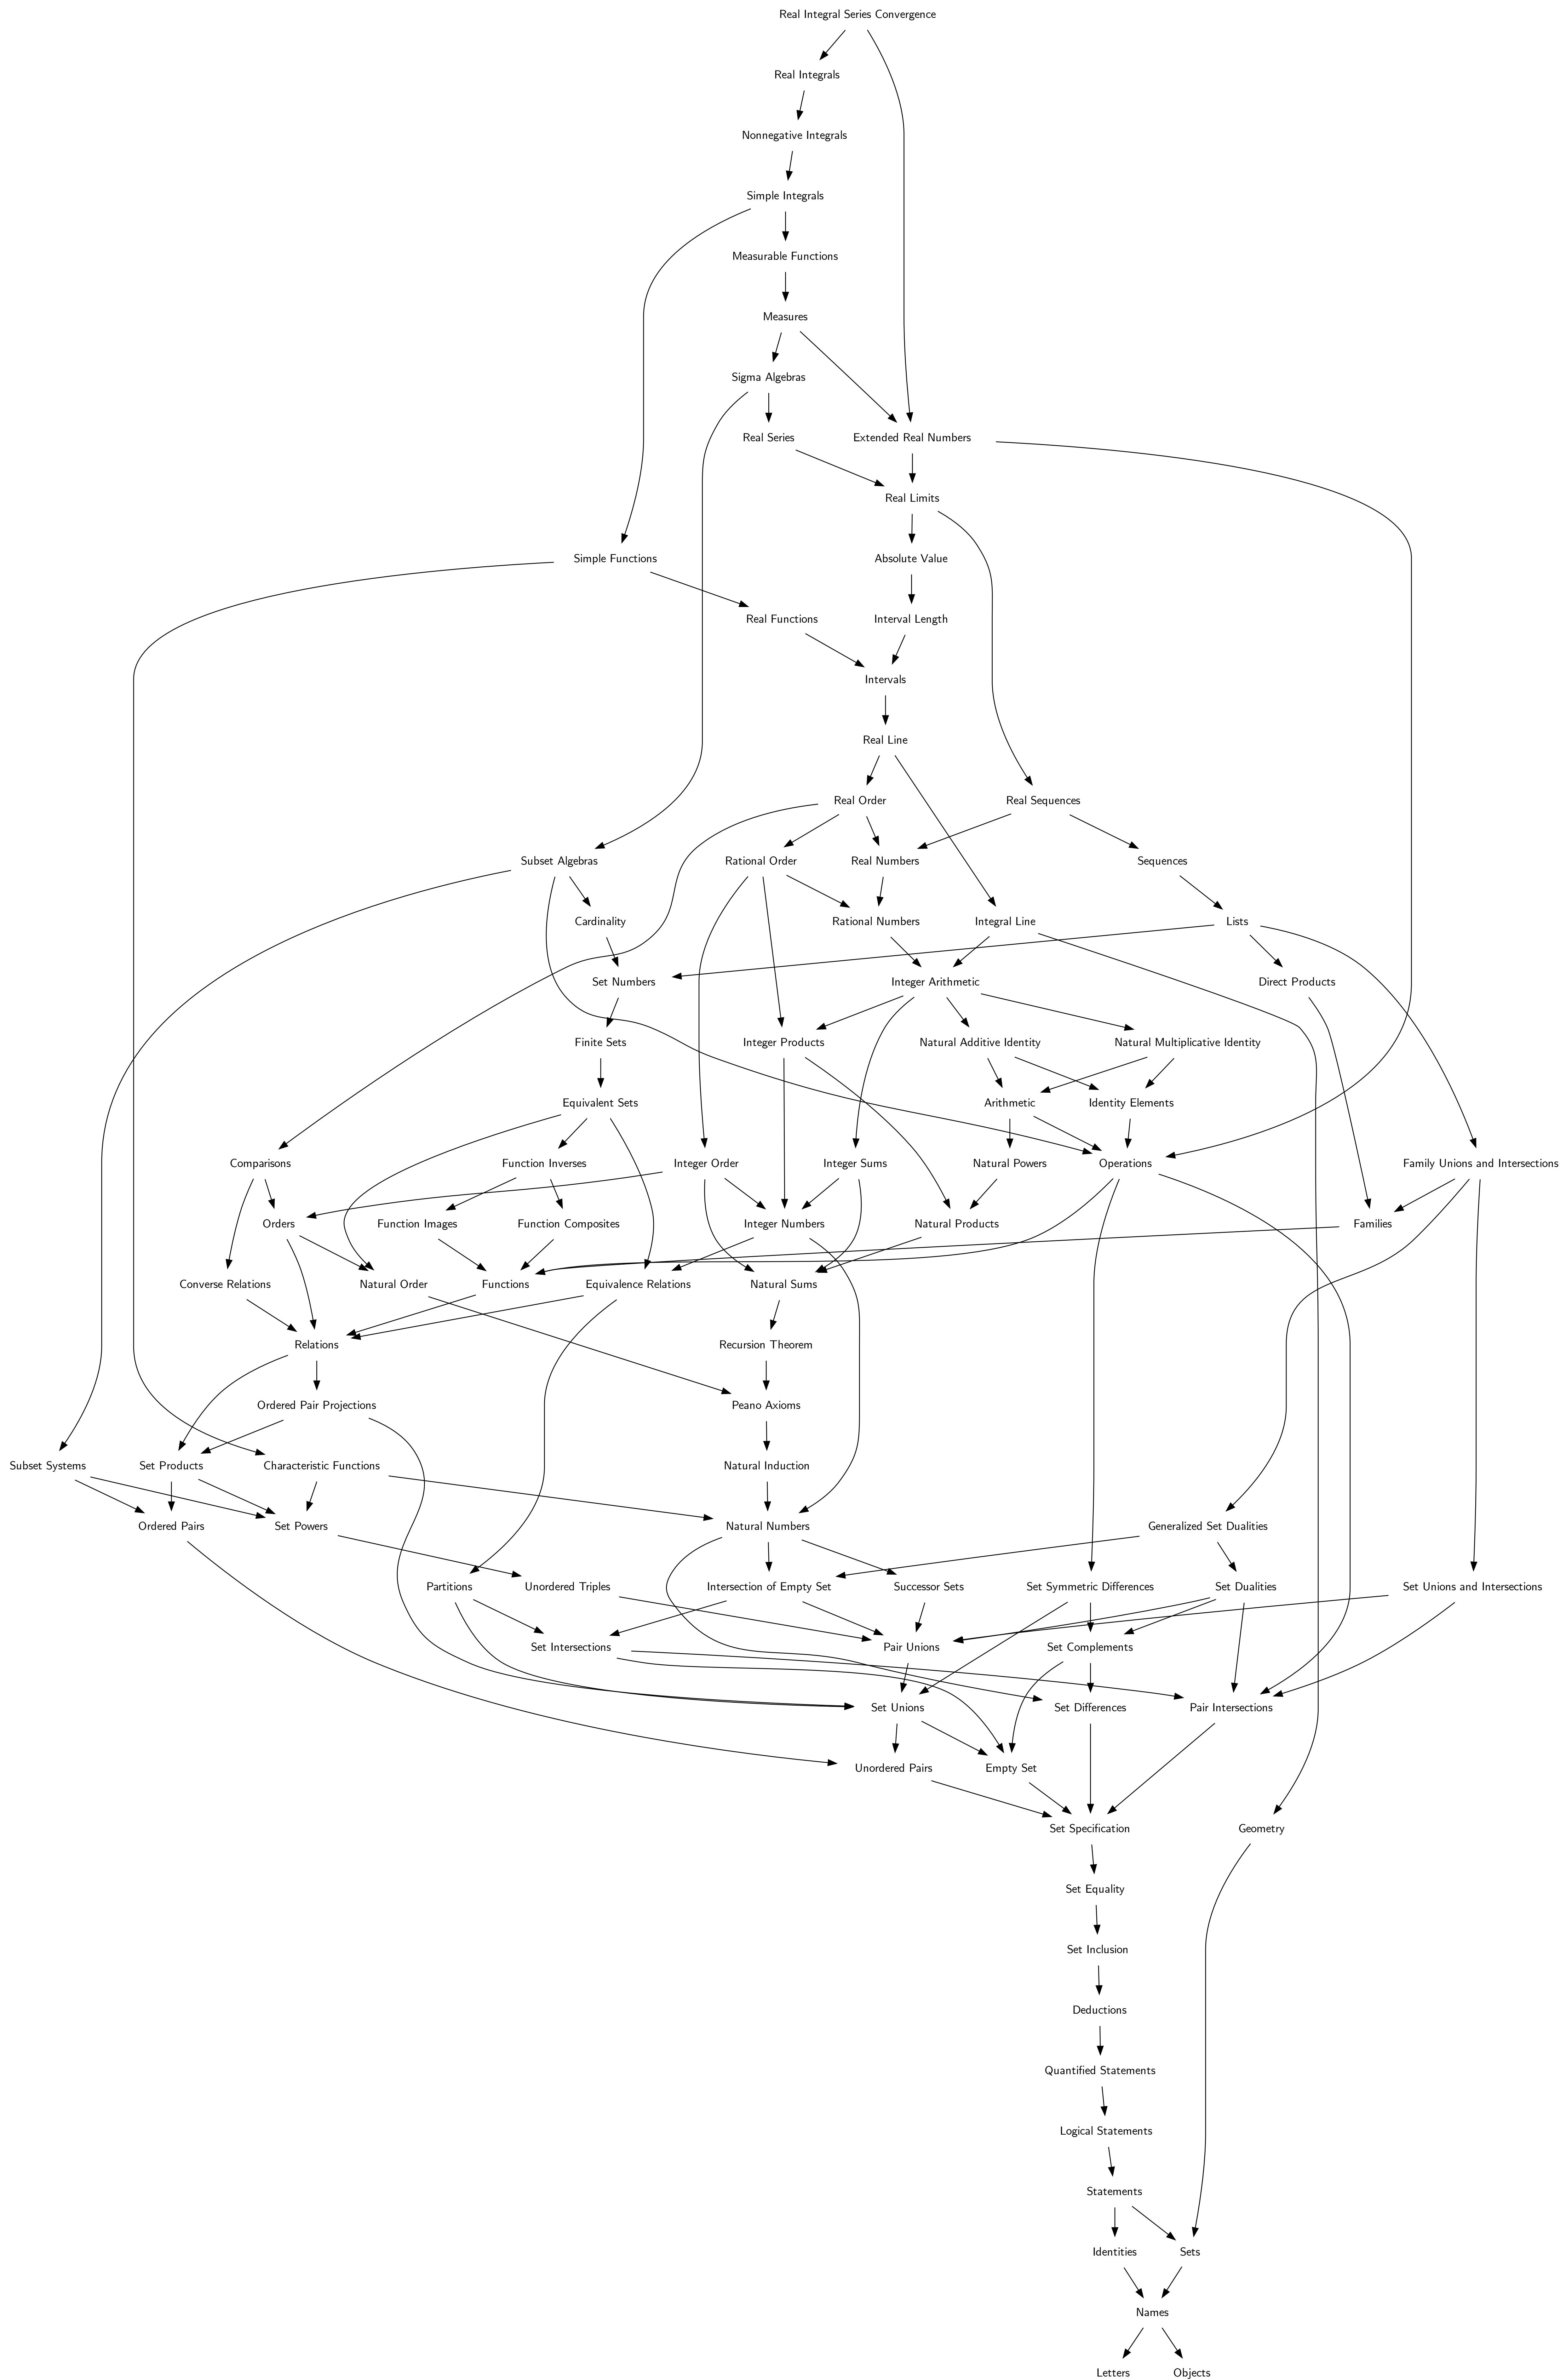 Real Integral Series Convergence
Real Integrals
Nonnegative Integrals
Simple Integrals
Measurable Functions
Measures
Sigma Algebras
Real Series
Extended Real Numbers
Real Limits
Simple Functions
Absolute Value
Real Functions
Interval Length
Intervals
Real Line
Real Order
Real Sequences
Subset Algebras
Rational Order
Real Numbers
Sequences
Cardinality
Rational Numbers
Integral Line
Lists
Set Numbers
Integer Arithmetic
Direct Products
Finite Sets
Integer Products
Natural Additive Identity
Natural Multiplicative Identity
Equivalent Sets
Arithmetic
Identity Elements
Comparisons
Function Inverses
Integer Order
Integer Sums
Natural Powers
Operations
Family Unions and Intersections
Orders
Function Images
Function Composites
Integer Numbers
Natural Products
Families
Converse Relations
Natural Order
Functions
Equivalence Relations
Natural Sums
Relations
Recursion Theorem
Ordered Pair Projections
Peano Axioms
Subset Systems
Set Products
Characteristic Functions
Natural Induction
Ordered Pairs
Set Powers
Natural Numbers
Generalized Set Dualities
Partitions
Unordered Triples
Intersection of Empty Set
Successor Sets
Set Symmetric Differences
Set Dualities
Set Unions and Intersections
Set Intersections
Pair Unions
Set Complements
Set Unions
Set Differences
Pair Intersections
Unordered Pairs
Empty Set
Set Specification
Geometry
Set Equality
Set Inclusion
Deductions
Quantified Statements
Logical Statements
Statements
Identities
Sets
Names
Letters
Objects